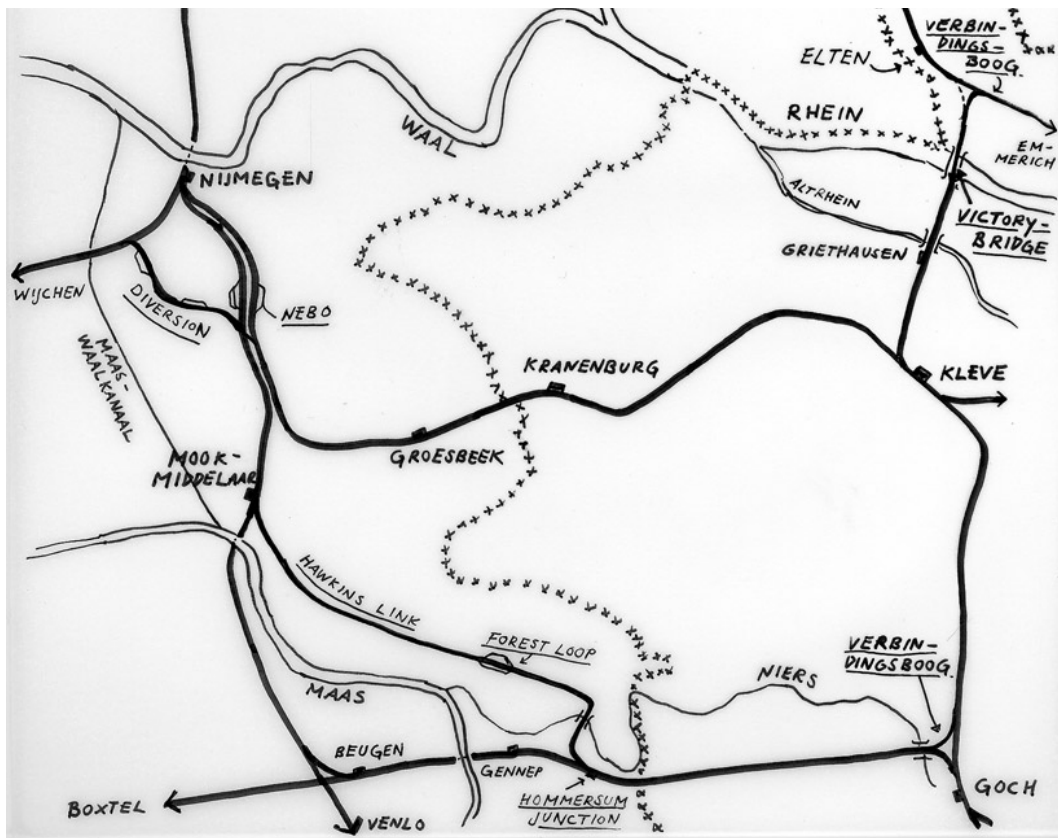 VERBIN-
DINGS-
BOOG
ELTEN
RHEIN
EM-
MERICH
WAAL
NIJMEGEN
ALTRHEIN
VICTORY-
BRIDGE
GRIETHAUSEN
WIJCHEN
DIVERSION
NEBO
MAAS-
WAALKANAAL
KRANENBURG
KLEVE
GROESBEEK
MOOK-
MIDDELAAR
HAWKINS LINK
FOREST LOOP
VERBIN-
DINGSBOOG
NIERS
MAAS
BEUGEN
GENNEP
GOCH
BOXTEL
HOMMERSUM
JUNCTION
VENLO